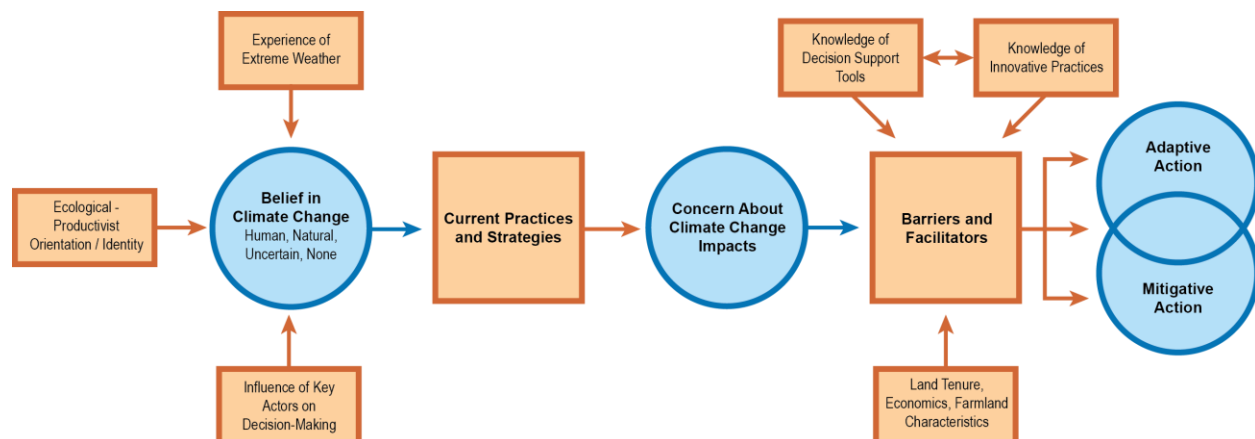 Experience of
Extreme Weather
Ecological -
Productivist
Orientation / Identity
Belief in
Climate Change
Human, Natural,
Uncertain, None
Influence of Key
Actors on
Decision-Making
Current Practices
and Strategies
Concern About
Climate Change
Impacts
Knowledge of
Decision Support
Tools
Knowledge of
Innovative Practices
Barriers and
Facilitators
Land Tenure,
Economics, Farmland
Characteristics
Adaptive
Action
Mitigative
Action